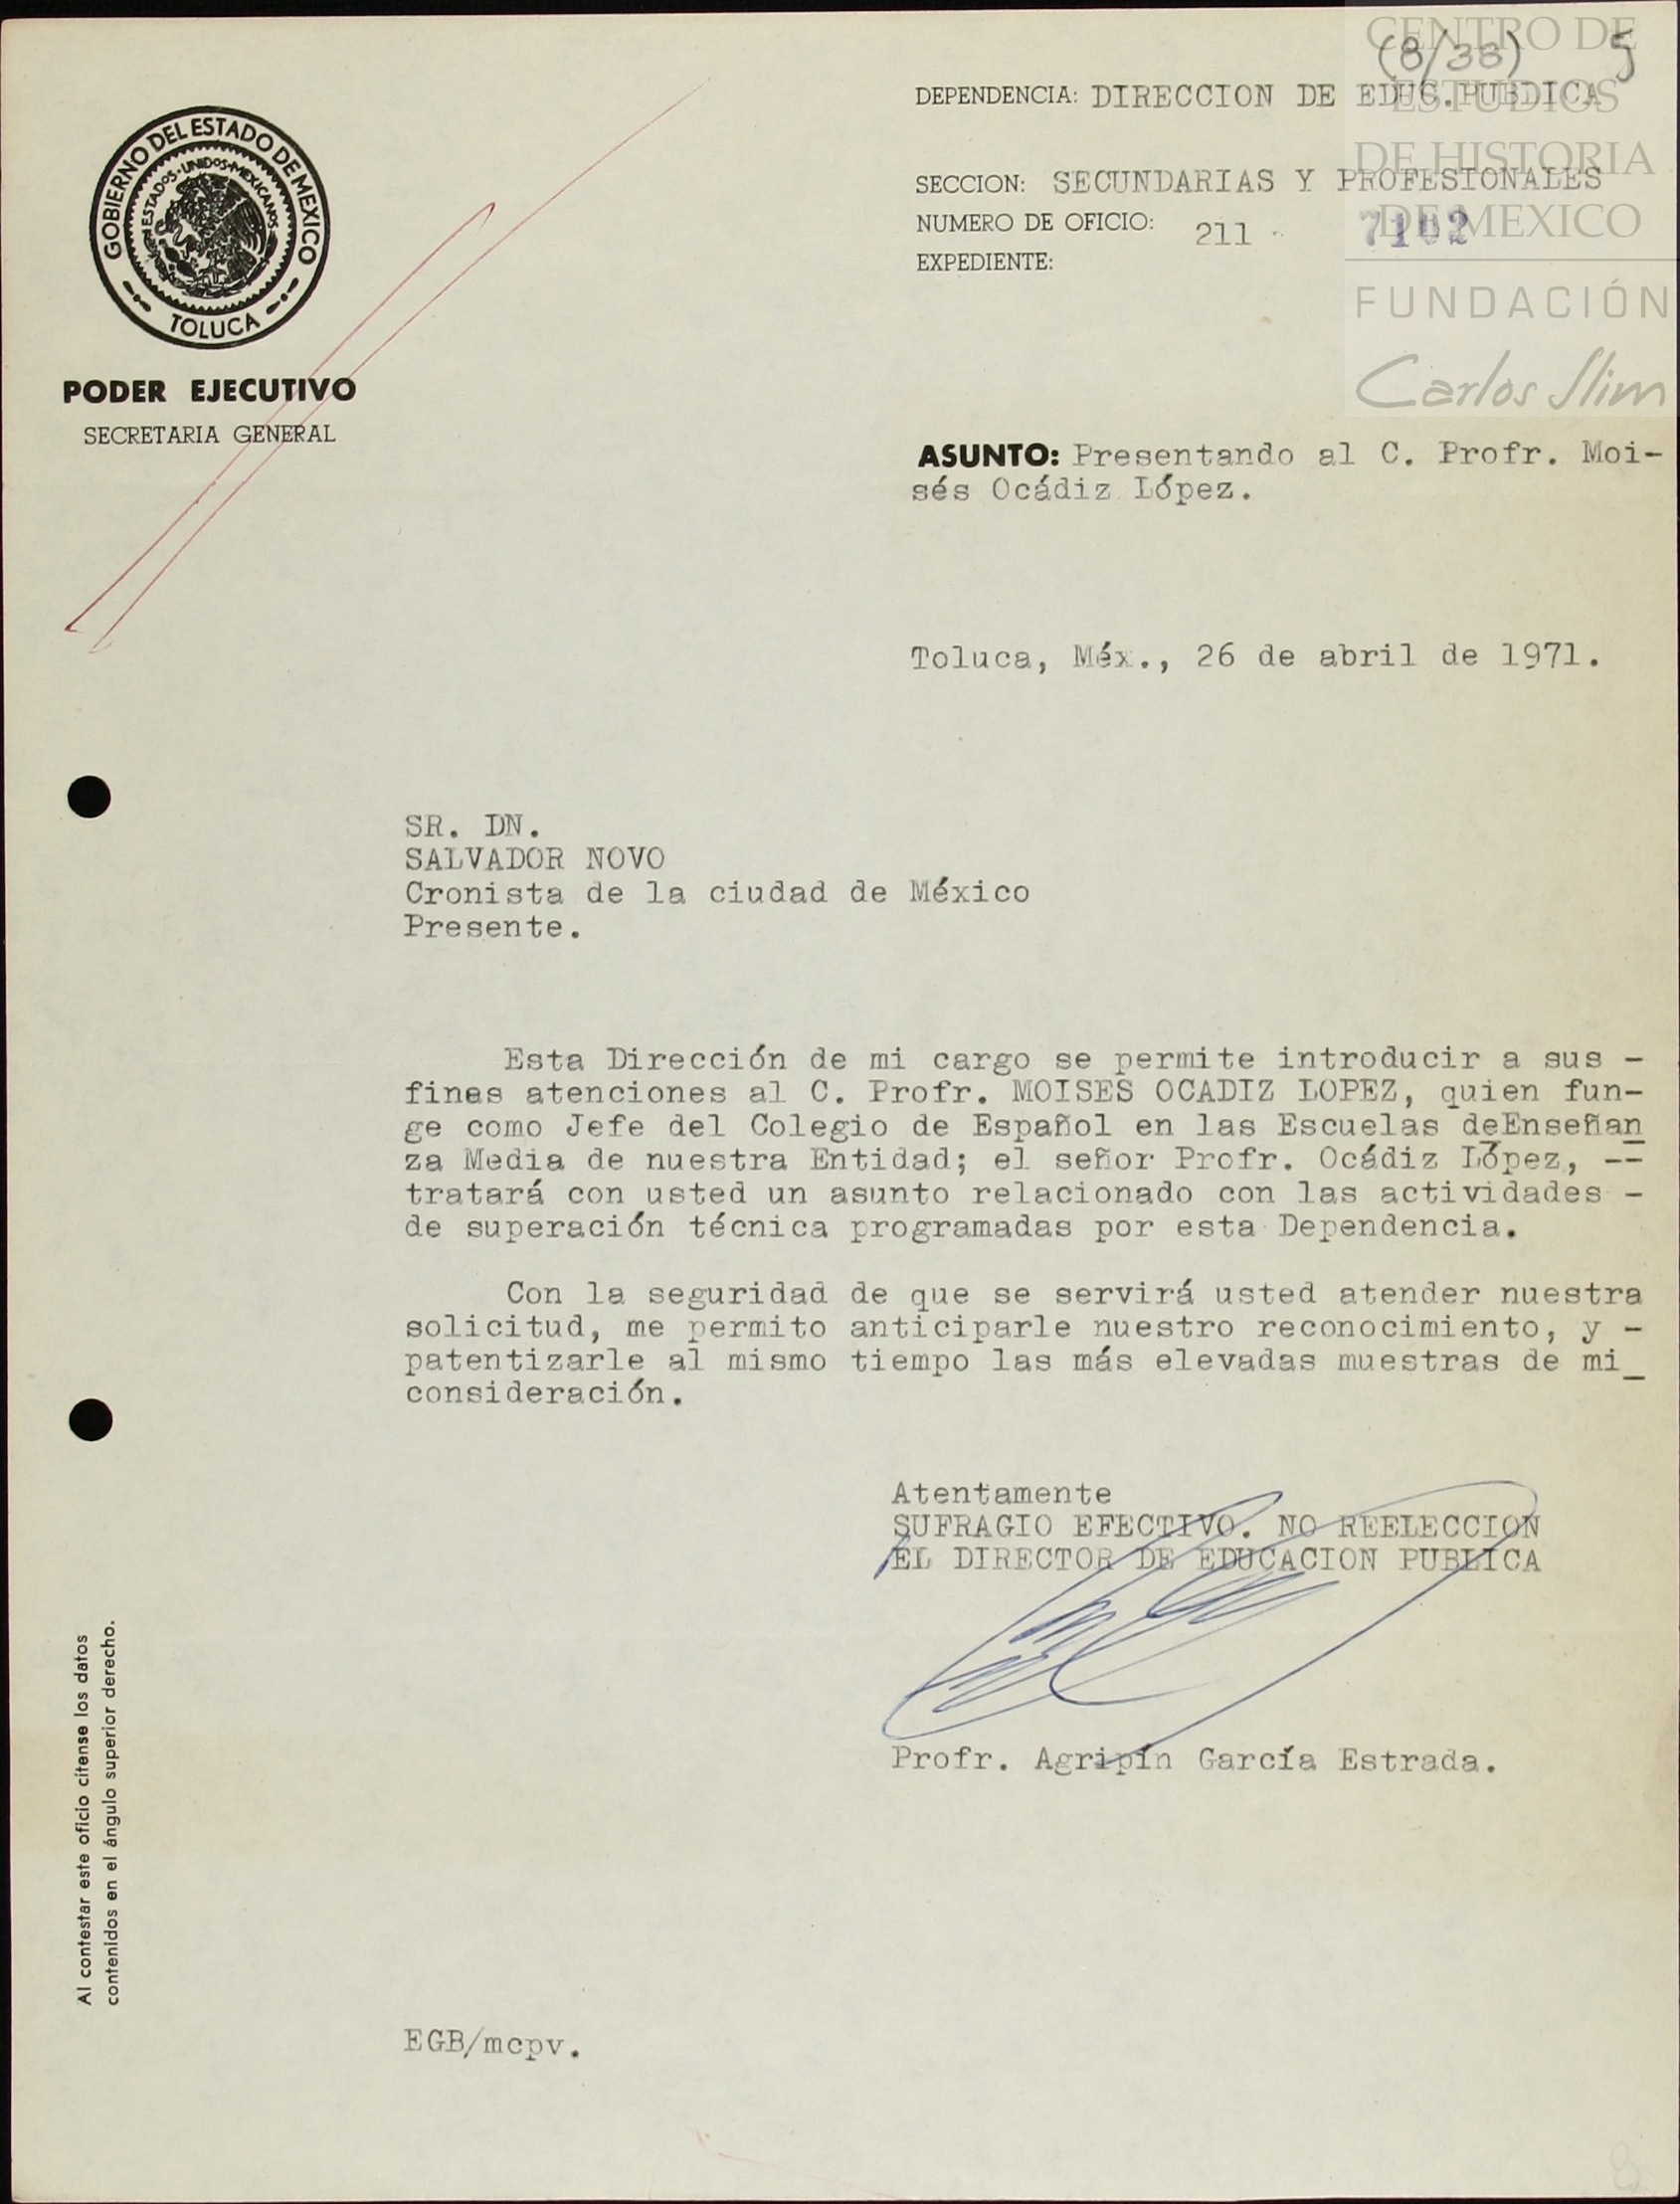 (8/33) 5
CENTRO DE
ESTUDIOS
DE HISTORIA
DE MEXICO
FUNDACIÓN
Carlos Slim
GOBIERNO DEL ESTADO DE MEXICO
ESTADOS·UNIDOS·MEXICANOS
TOLUCA
PODER EJECUTIVO
SECRETARIA GENERAL
DEPENDENCIA: DIRECCION DE EDUC. PUBLICA
SECCION: SECUNDARIAS Y PROFESIONALES
NUMERO DE OFICIO: 211 7102
EXPEDIENTE:
ASUNTO: Presentando al C. Profr. Moi-
sés Ocádiz López.
Toluca, Méx., 26 de abril de 1971.
SR. DN.
SALVADOR NOVO
Cronista de la ciudad de México
Presente.
Esta Dirección de mi cargo se permite introducir a sus -
finas atenciones al C. Profr. MOISES OCADIZ LOPEZ, quien fun-
ge como Jefe del Colegio de Español en las Escuelas deEnseñan
za Media de nuestra Entidad; el señor Profr. Ocádiz López, --
tratará con usted un asunto relacionado con las actividades -
de superación técnica programadas por esta Dependencia.
Con la seguridad de que se servirá usted atender nuestra
solicitud, me permito anticiparle nuestro reconocimiento, y -
patentizarle al mismo tiempo las más elevadas muestras de mi_
consideración.
Atentamente
SUFRAGIO EFECTIVO. NO REELECCION
EL DIRECTOR DE EDUCACION PUBLICA
Profr. Agripín García Estrada.
Al contestar este oficio cítense los datos
contenidos en el ángulo superior derecho.
EGB/mcpv.